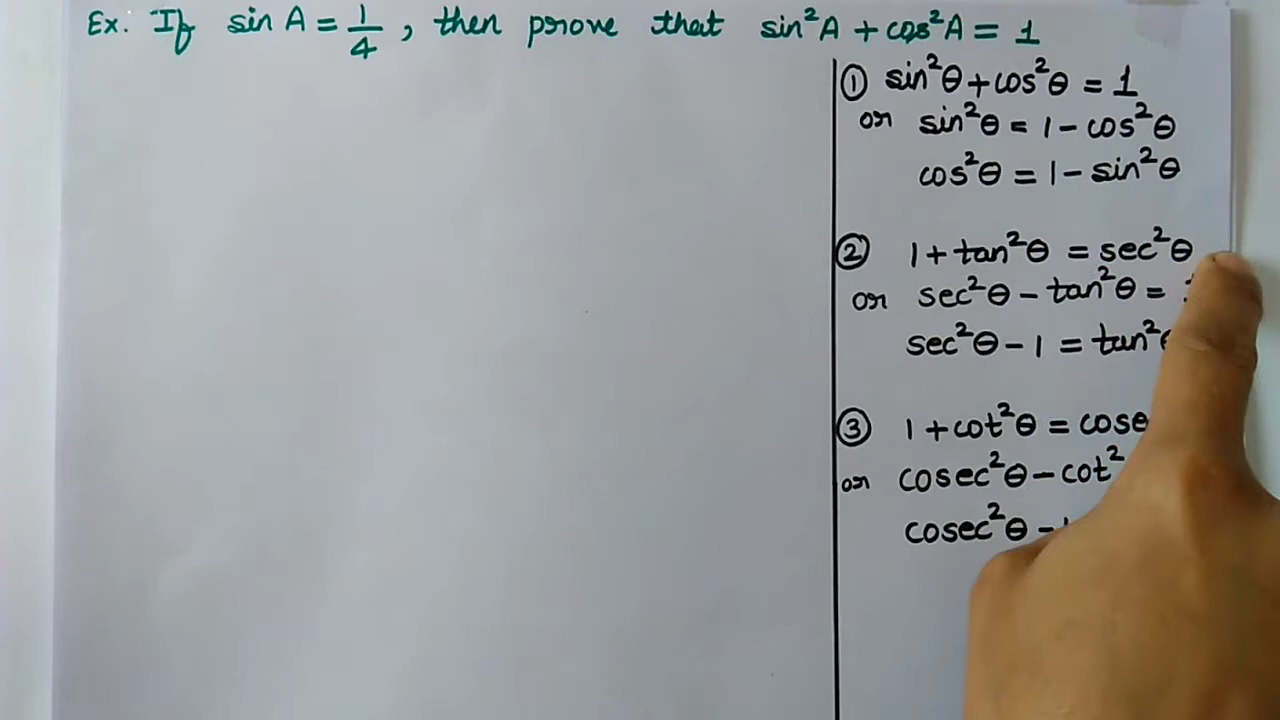 Ex. If sin A = 1/4, then prove that sin²A + cos²A = 1
① sin²θ + cos²θ = 1
or sin²θ = 1 - cos²θ
cos²θ = 1 - sin²θ
② 1 + tan²θ = sec²θ
or sec²θ - tan²θ =
sec²θ - 1 = tan²
③ 1 + cot²θ =
or cosec²θ - cot²
cosec²θ -